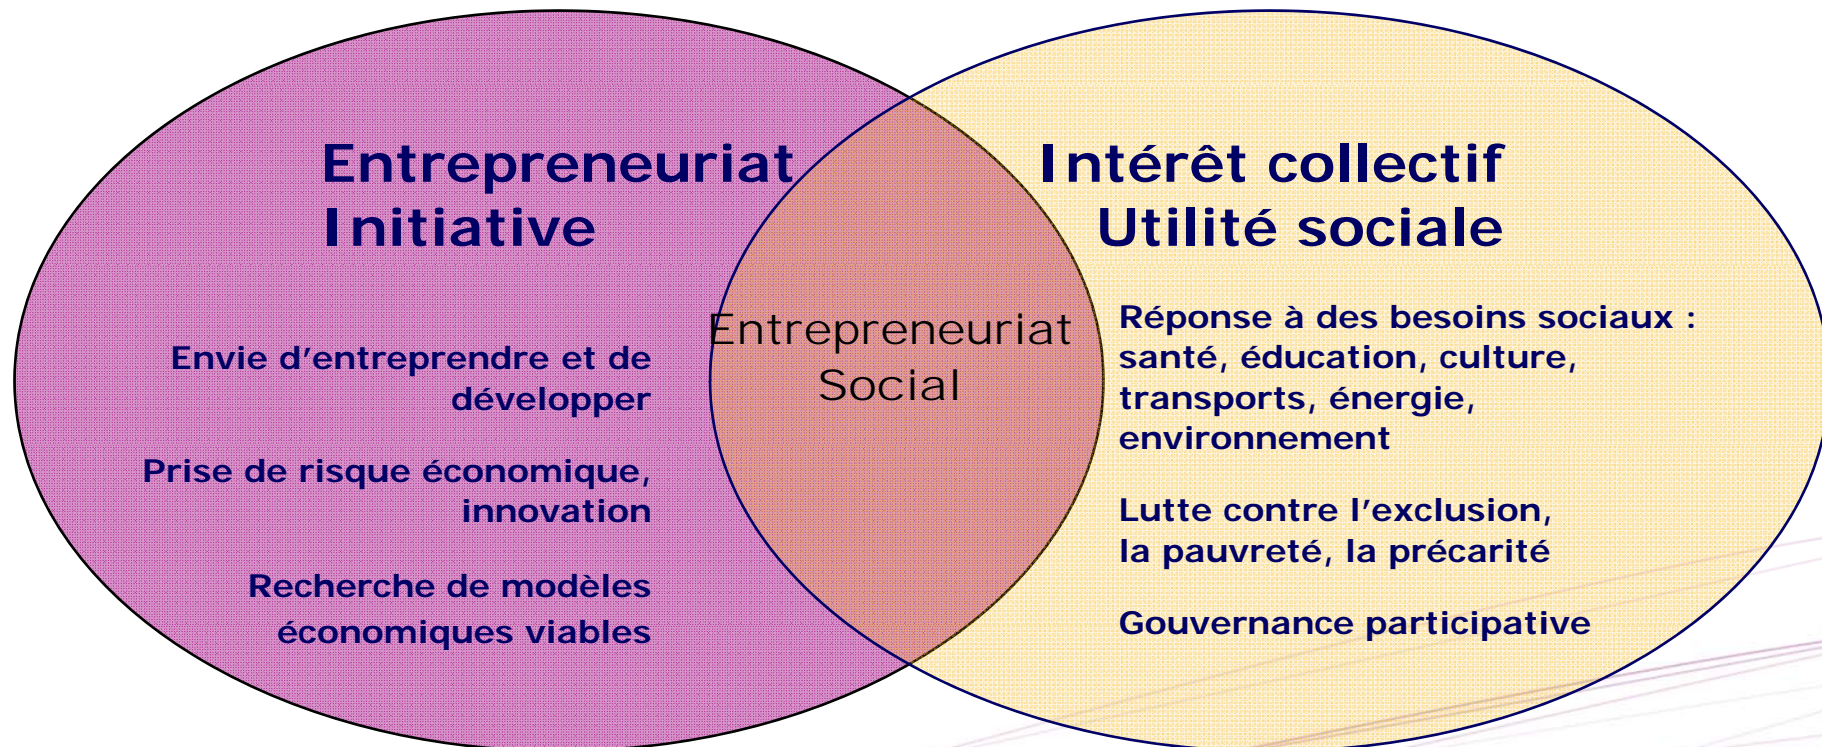 Entrepreneuriat
Initiative
Envie d’entreprendre et de
développer
Prise de risque économique,
innovation
Recherche de modèles
économiques viables
Entrepreneuriat
Social
Intérêt collectif
Utilité sociale
Réponse à des besoins sociaux :
santé, éducation, culture,
transports, énergie,
environnement
Lutte contre l’exclusion,
la pauvreté, la précarité
Gouvernance participative